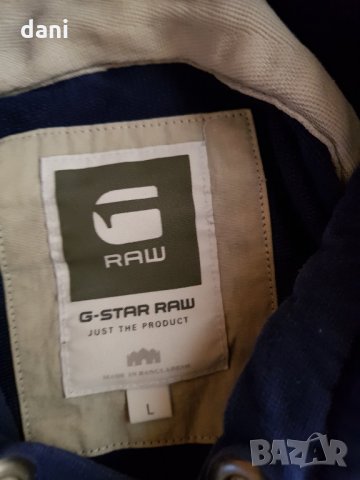 dani
RAW
G-STAR RAW
JUST THE PRODUCT
MADE IN BANGLADESH
L
BAZAR